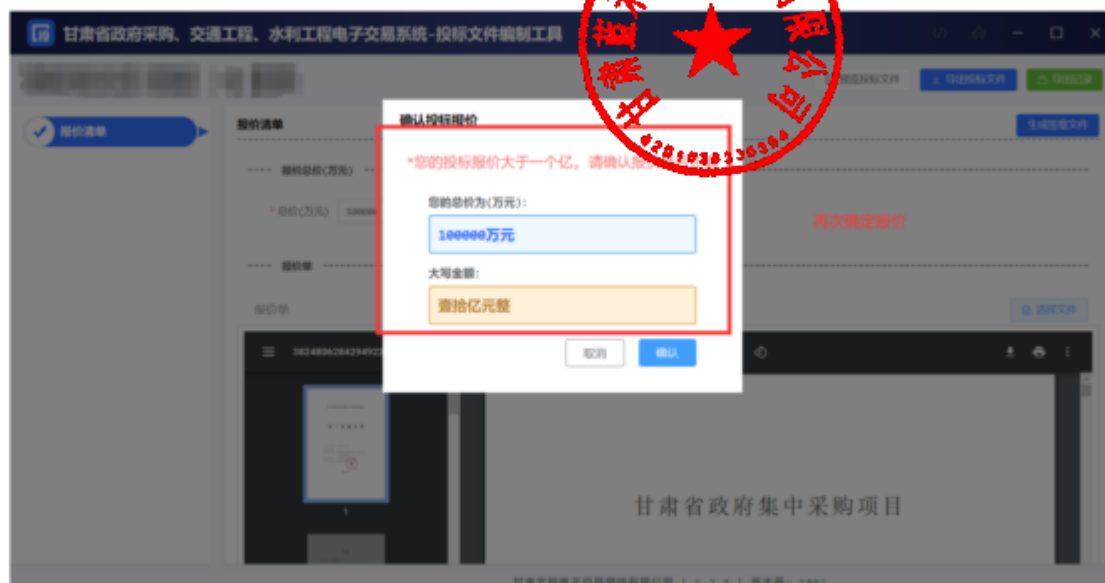 甘肃省政府采购、交通工程、水利工程电子交易系统-投标文件编制工具
导出投标文件
报价清单
报价清单
生成签章文件
确认投标报价
*您的投标报价大于一个亿，请确认报
报价总价(万元)
您的总价为(万元)：
*总价(万元)
100000万元
再次确定报价
大写金额：
报价单
壹拾亿元整
报价单
选择文件
取消
确认
1
甘肃省政府集中采购项目